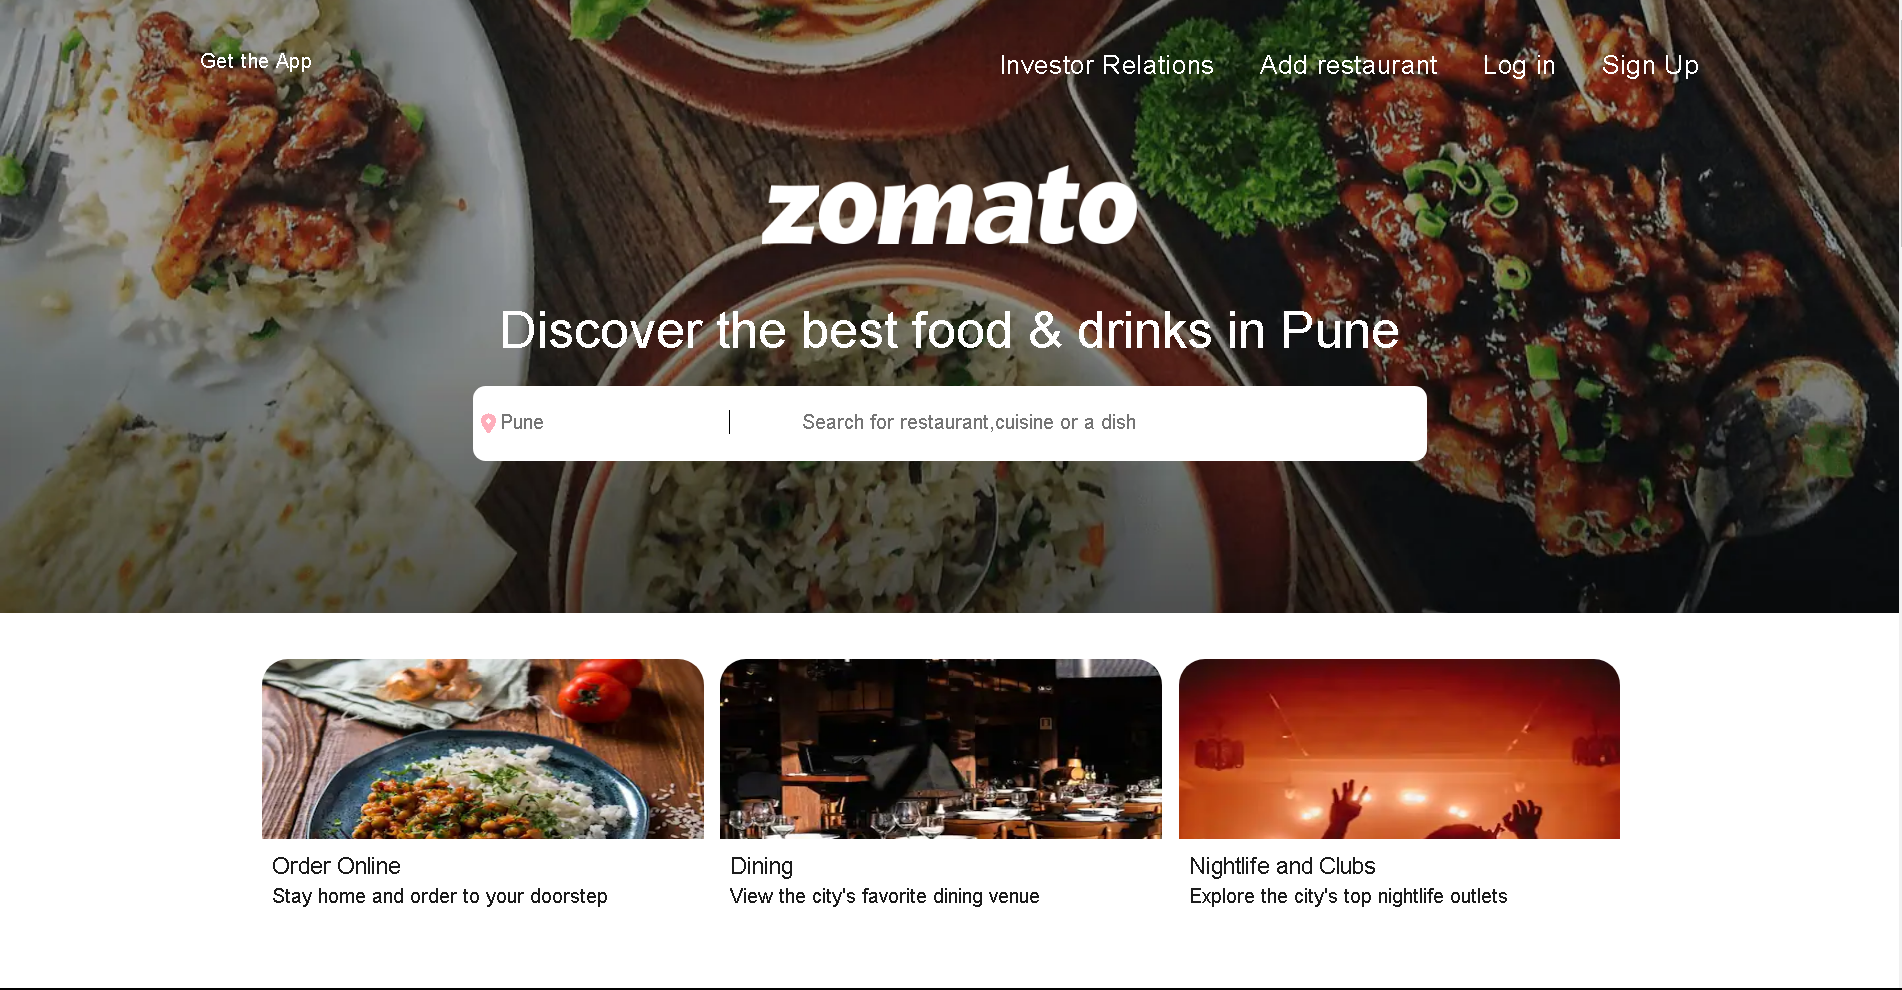 Get the App
Investor Relations
Add restaurant
Log in
Sign Up
zomato
Discover the best food & drinks in Pune
Pune
Search for restaurant,cuisine or a dish
Order Online
Stay home and order to your doorstep
Dining
View the city's favorite dining venue
Nightlife and Clubs
Explore the city's top nightlife outlets